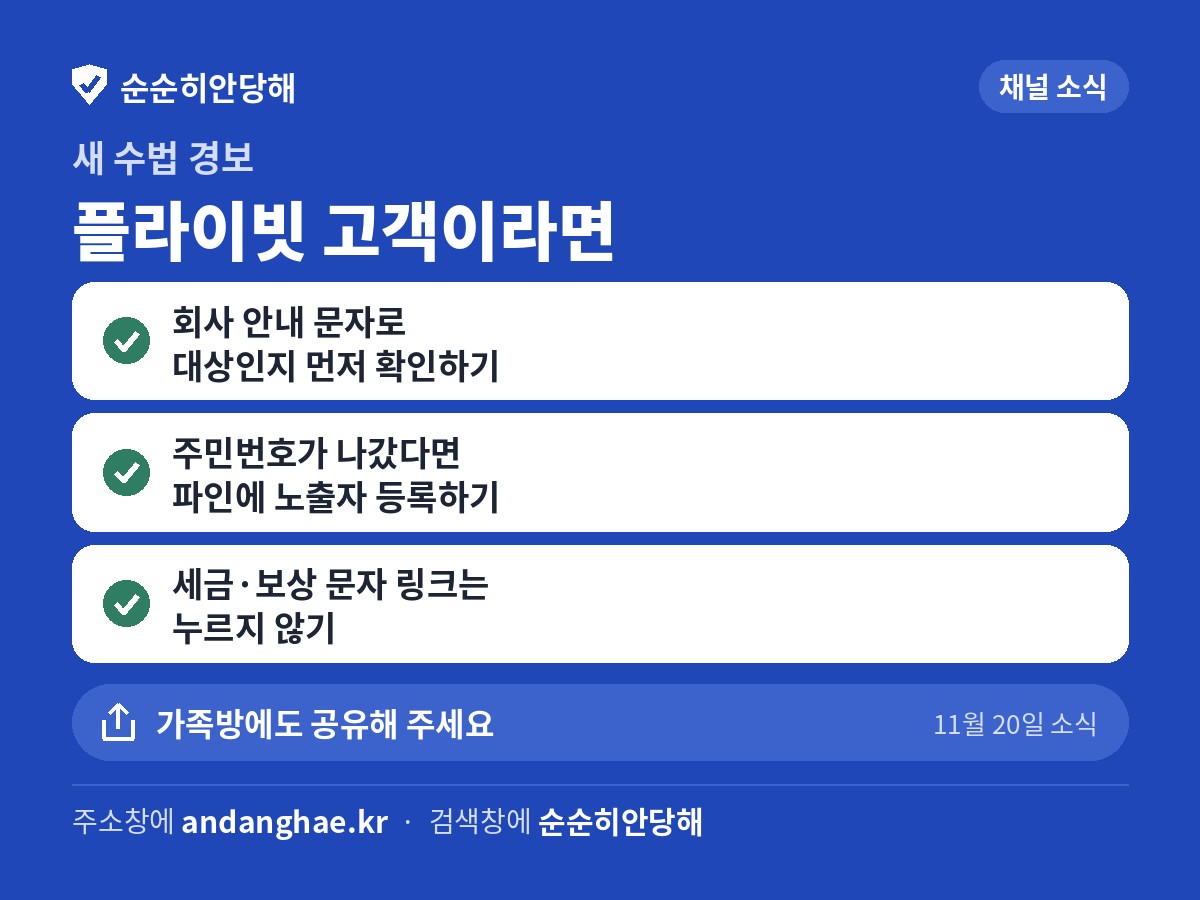 순순히안당해
채널 소식
새 수법 경보
플라이빗 고객이라면
회사 안내 문자로
대상인지 먼저 확인하기
주민번호가 나갔다면
파인에 노출자 등록하기
세금·보상 문자 링크는
누르지 않기
가족방에도 공유해 주세요
11월 20일 소식
주소창에 andanghae.kr · 검색창에 순순히안당해